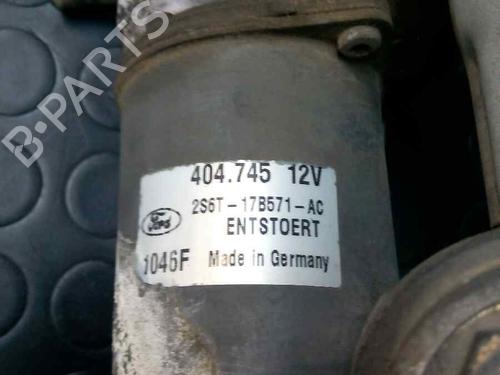 B-PARTS
404.745 12V
2S6T-17B571-AC
Ford
ENTSTOERT
1046F Made in Germany